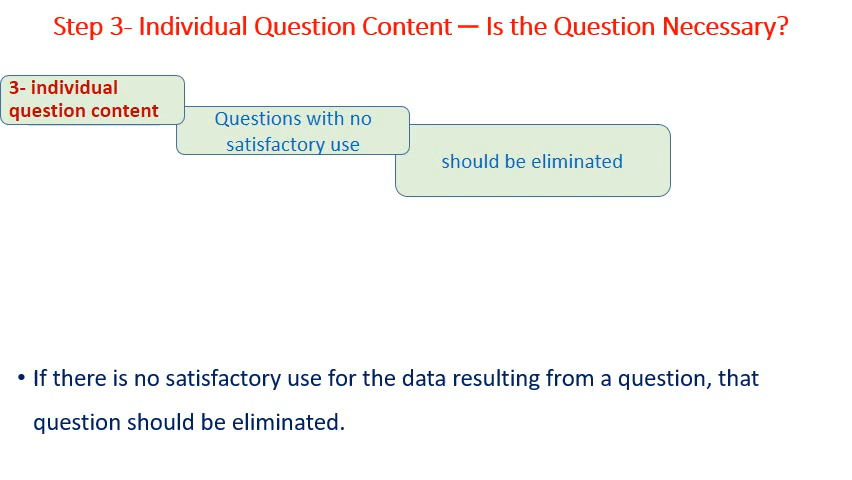 Step 3- Individual Question Content — Is the Question Necessary?
3- individual
question content
Questions with no
satisfactory use
should be eliminated
• If there is no satisfactory use for the data resulting from a question, that
question should be eliminated.